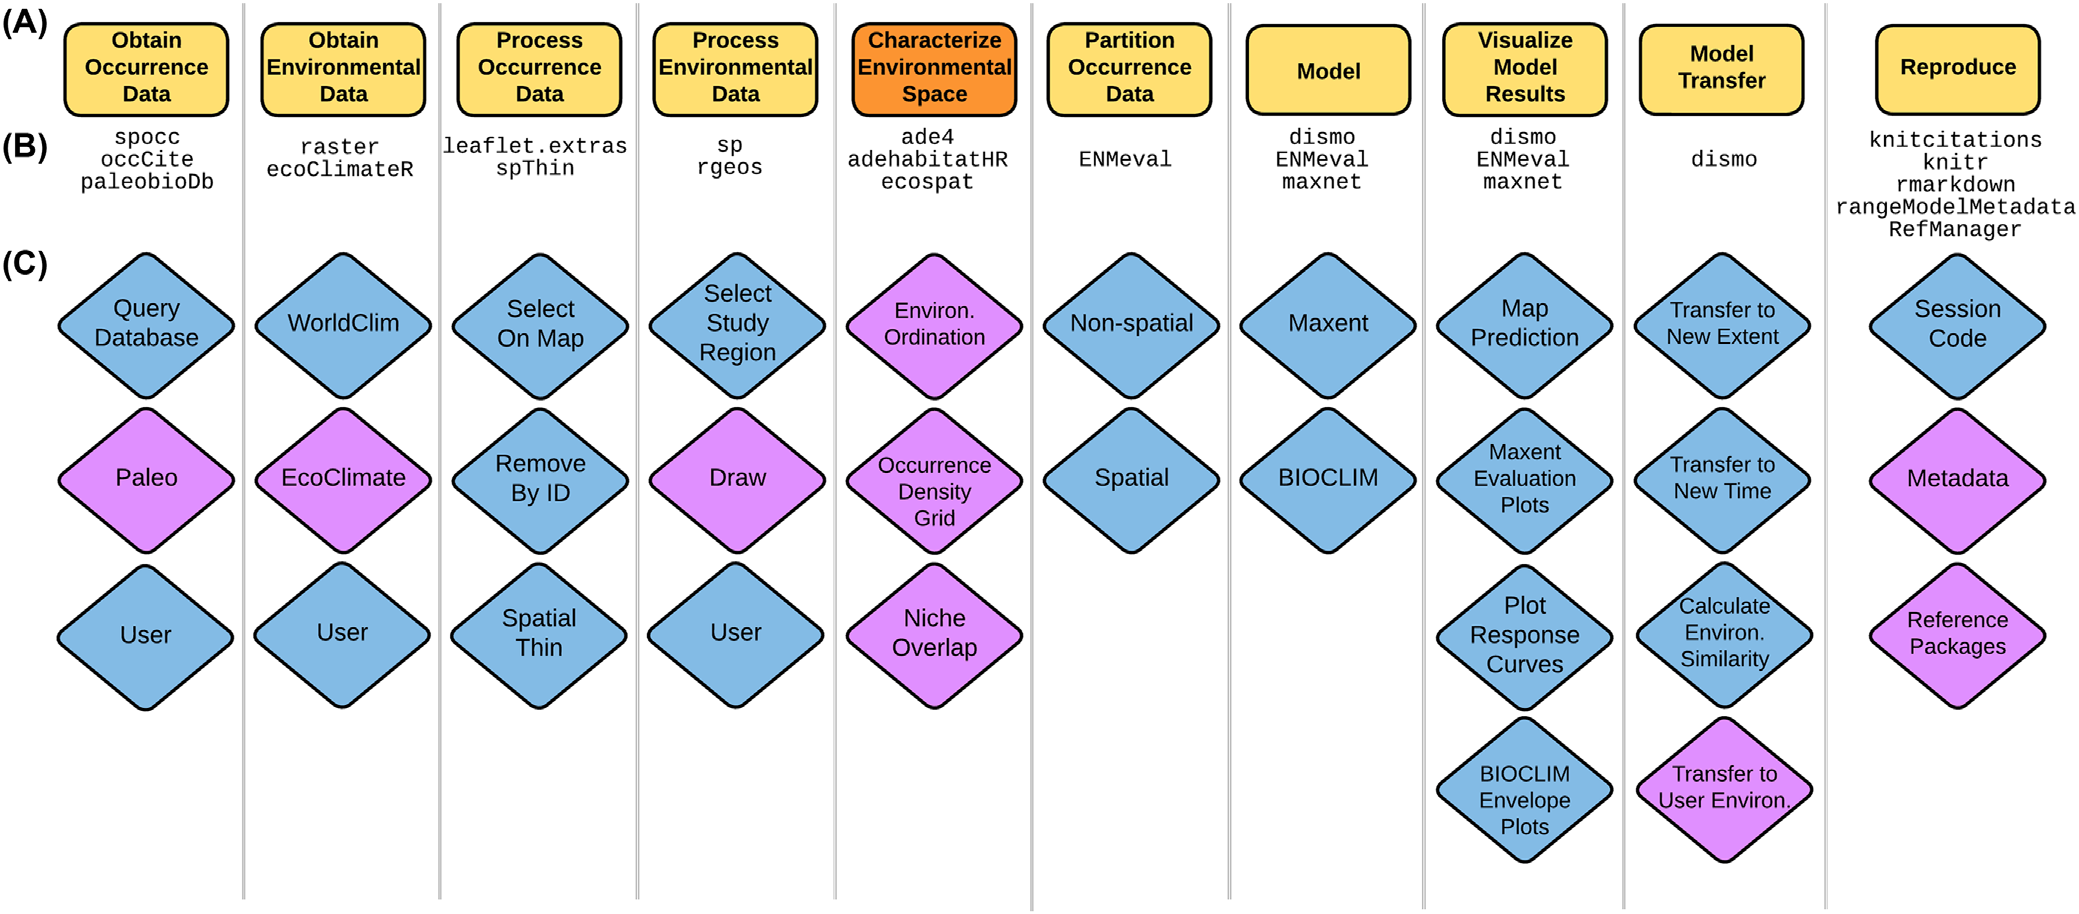 (A)
Obtain
Occurrence
Data
Obtain
Environmental
Data
Process
Occurrence
Data
Process
Environmental
Data
Characterize
Environmental
Space
Partition
Occurrence
Data
Model
Visualize
Model
Results
Model
Transfer
Reproduce
(B)
spocc
occCite
paleobioDb
raster
ecoClimateR
leaflet.extras
spThin
sp
rgeos
ade4
adehabitatHR
ecospat
ENMeval
dismo
ENMeval
maxnet
dismo
ENMeval
maxnet
dismo
knitcitations
knitr
rmarkdown
rangeModelMetadata
RefManager
(C)
Query
Database
WorldClim
Select
On Map
Select
Study
Region
Environ.
Ordination
Non-spatial
Maxent
Map
Prediction
Transfer to
New Extent
Session
Code
Paleo
EcoClimate
Remove
By ID
Draw
Occurrence
Density
Grid
Spatial
BIOCLIM
Maxent
Evaluation
Plots
Transfer to
New Time
Metadata
User
User
Spatial
Thin
User
Niche
Overlap
Plot
Response
Curves
Calculate
Environ.
Similarity
Reference
Packages
BIOCLIM
Envelope
Plots
Transfer to
User Environ.